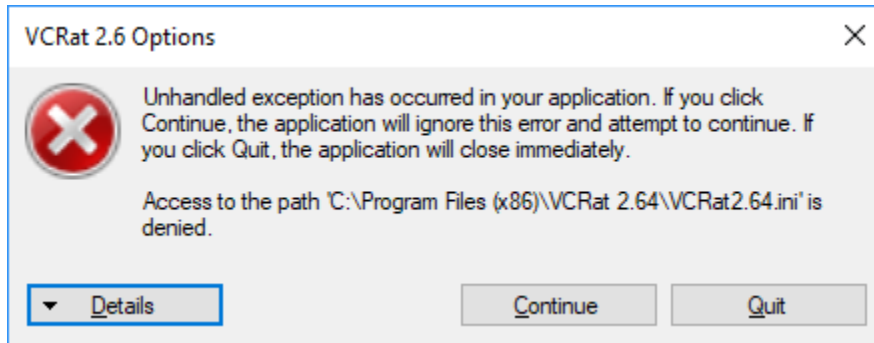 VCRat 2.6 Options
Unhandled exception has occurred in your application. If you click
Continue, the application will ignore this error and attempt to continue. If
you click Quit, the application will close immediately.
Access to the path 'C:\Program Files (x86)\VCRat 2.64\VCRat2.64.ini' is
denied.
Details
Continue
Quit